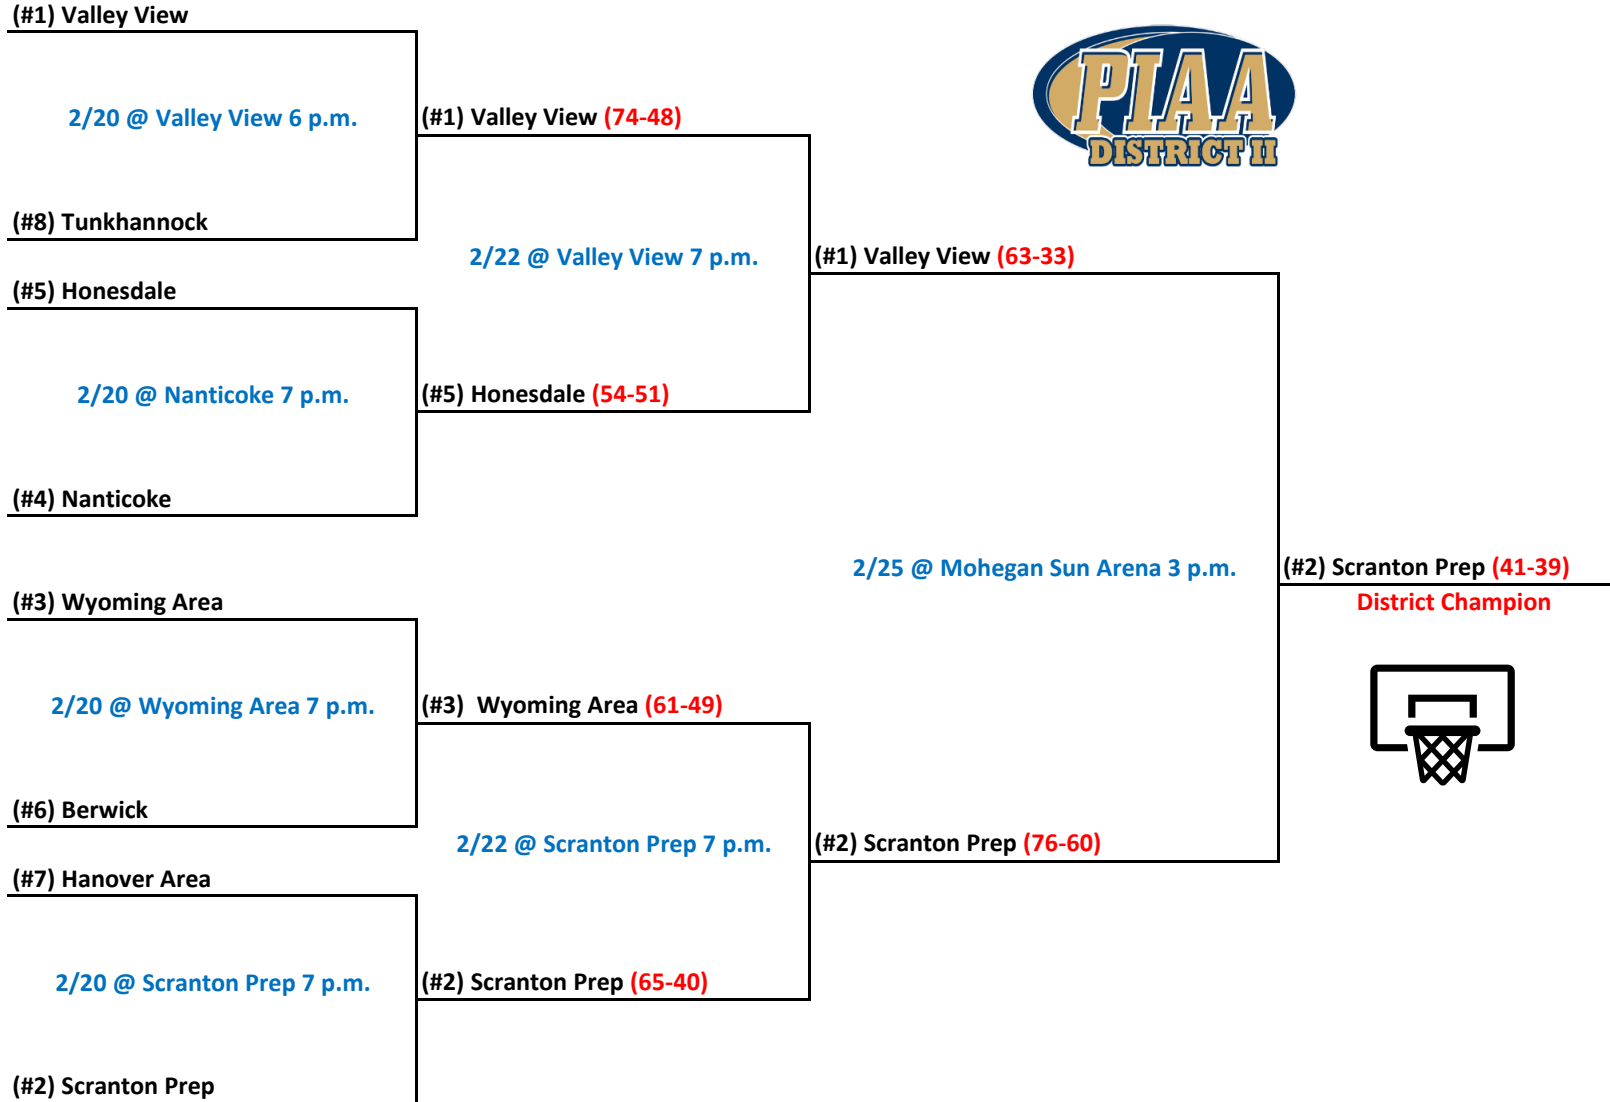 (#1) Valley View
PIAA
DISTRICT II
2/20 @ Valley View 6 p.m.
(#1) Valley View (74-48)
(#8) Tunkhannock
2/22 @ Valley View 7 p.m.
(#1) Valley View (63-33)
(#5) Honesdale
2/20 @ Nanticoke 7 p.m.
(#5) Honesdale (54-51)
(#4) Nanticoke
2/25 @ Mohegan Sun Arena 3 p.m.
(#2) Scranton Prep (41-39)
District Champion
(#3) Wyoming Area
2/20 @ Wyoming Area 7 p.m.
(#3) Wyoming Area (61-49)
(#6) Berwick
2/22 @ Scranton Prep 7 p.m.
(#2) Scranton Prep (76-60)
(#7) Hanover Area
2/20 @ Scranton Prep 7 p.m.
(#2) Scranton Prep (65-40)
(#2) Scranton Prep